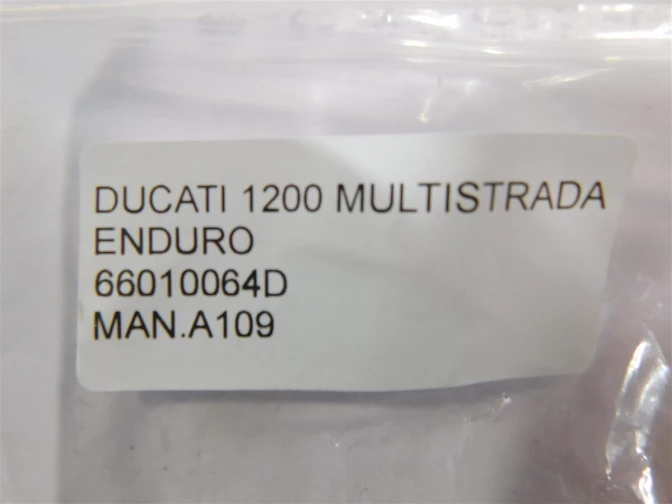 DUCATI 1200 MULTISTRADA
ENDURO
66010064D
MAN.A109